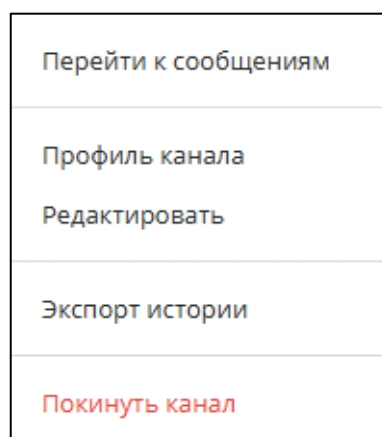 Перейти к сообщениям
Профиль канала
Редактировать
Экспорт истории
Покинуть канал